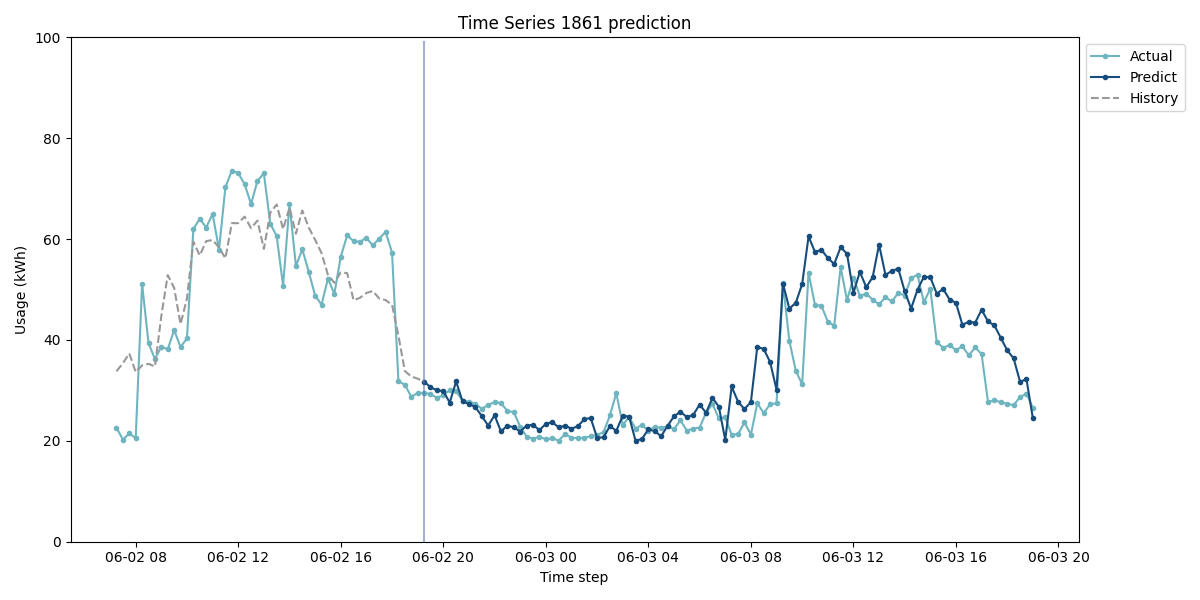 Time Series 1861 prediction
100
80
60
40
20
0
Usage (kWh)
06-02 08
06-02 12
06-02 16
06-02 20
06-03 00
06-03 04
06-03 08
06-03 12
06-03 16
06-03 20
Time step
Actual
Predict
History